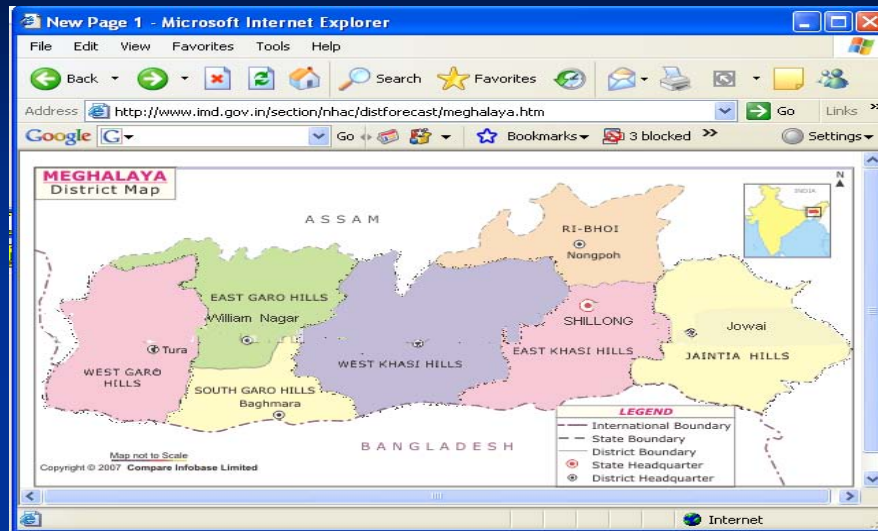 New Page 1 - Microsoft Internet Explorer
File Edit View Favorites Tools Help
Back Search Favorites
Address http://www.imd.gov.in/section/nhac/distforecast/meghalaya.htm Go Links »
Google G Go Bookmarks 3 blocked » Settings
MEGHALAYA
District Map
N
INDIA
ASSAM
RI-BHOI
Nongpoh
EAST GARO HILLS
William Nagar
SHILLONG
Jowai
Tura
WEST KHASI HILLS
EAST KHASI HILLS
JAINTIA HILLS
WEST GARO
HILLS
SOUTH GARO HILLS
Baghmara
BANGLADESH
LEGEND
International Boundary
State Boundary
District Boundary
State Headquarter
District Headquarter
Map not to Scale
Copyright © 2007 Compare Infobase Limited
Internet